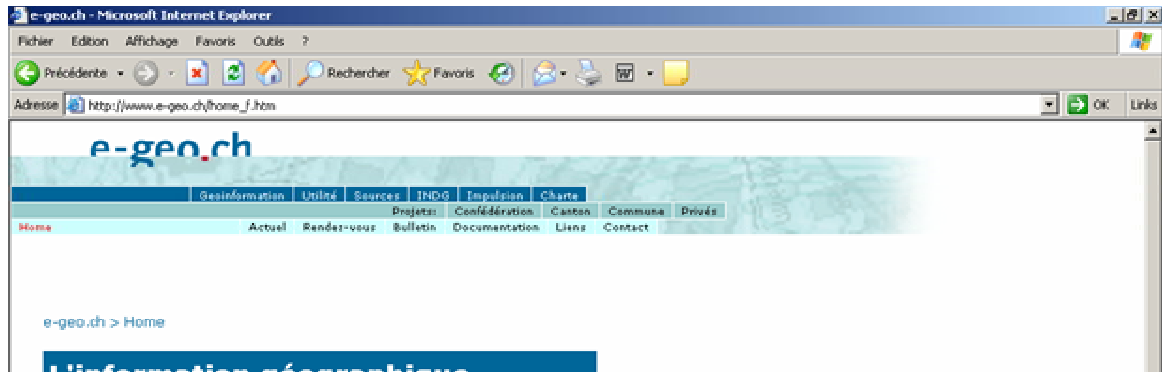 e-geo.ch - Microsoft Internet Explorer
Fichier Edition Affichage Favoris Outils ?
Précédente Rechercher Favoris
Adresse http://www.e-geo.ch/home_f.htm OK Links
e-geo.ch
Geoinformation Utilité Sources INDG Impulsion Charte
Projets: Confédération Canton Commune Privés
Home Actuel Rendez-vous Bulletin Documentation Liens Contact
e-geo.ch > Home
L'information géographique